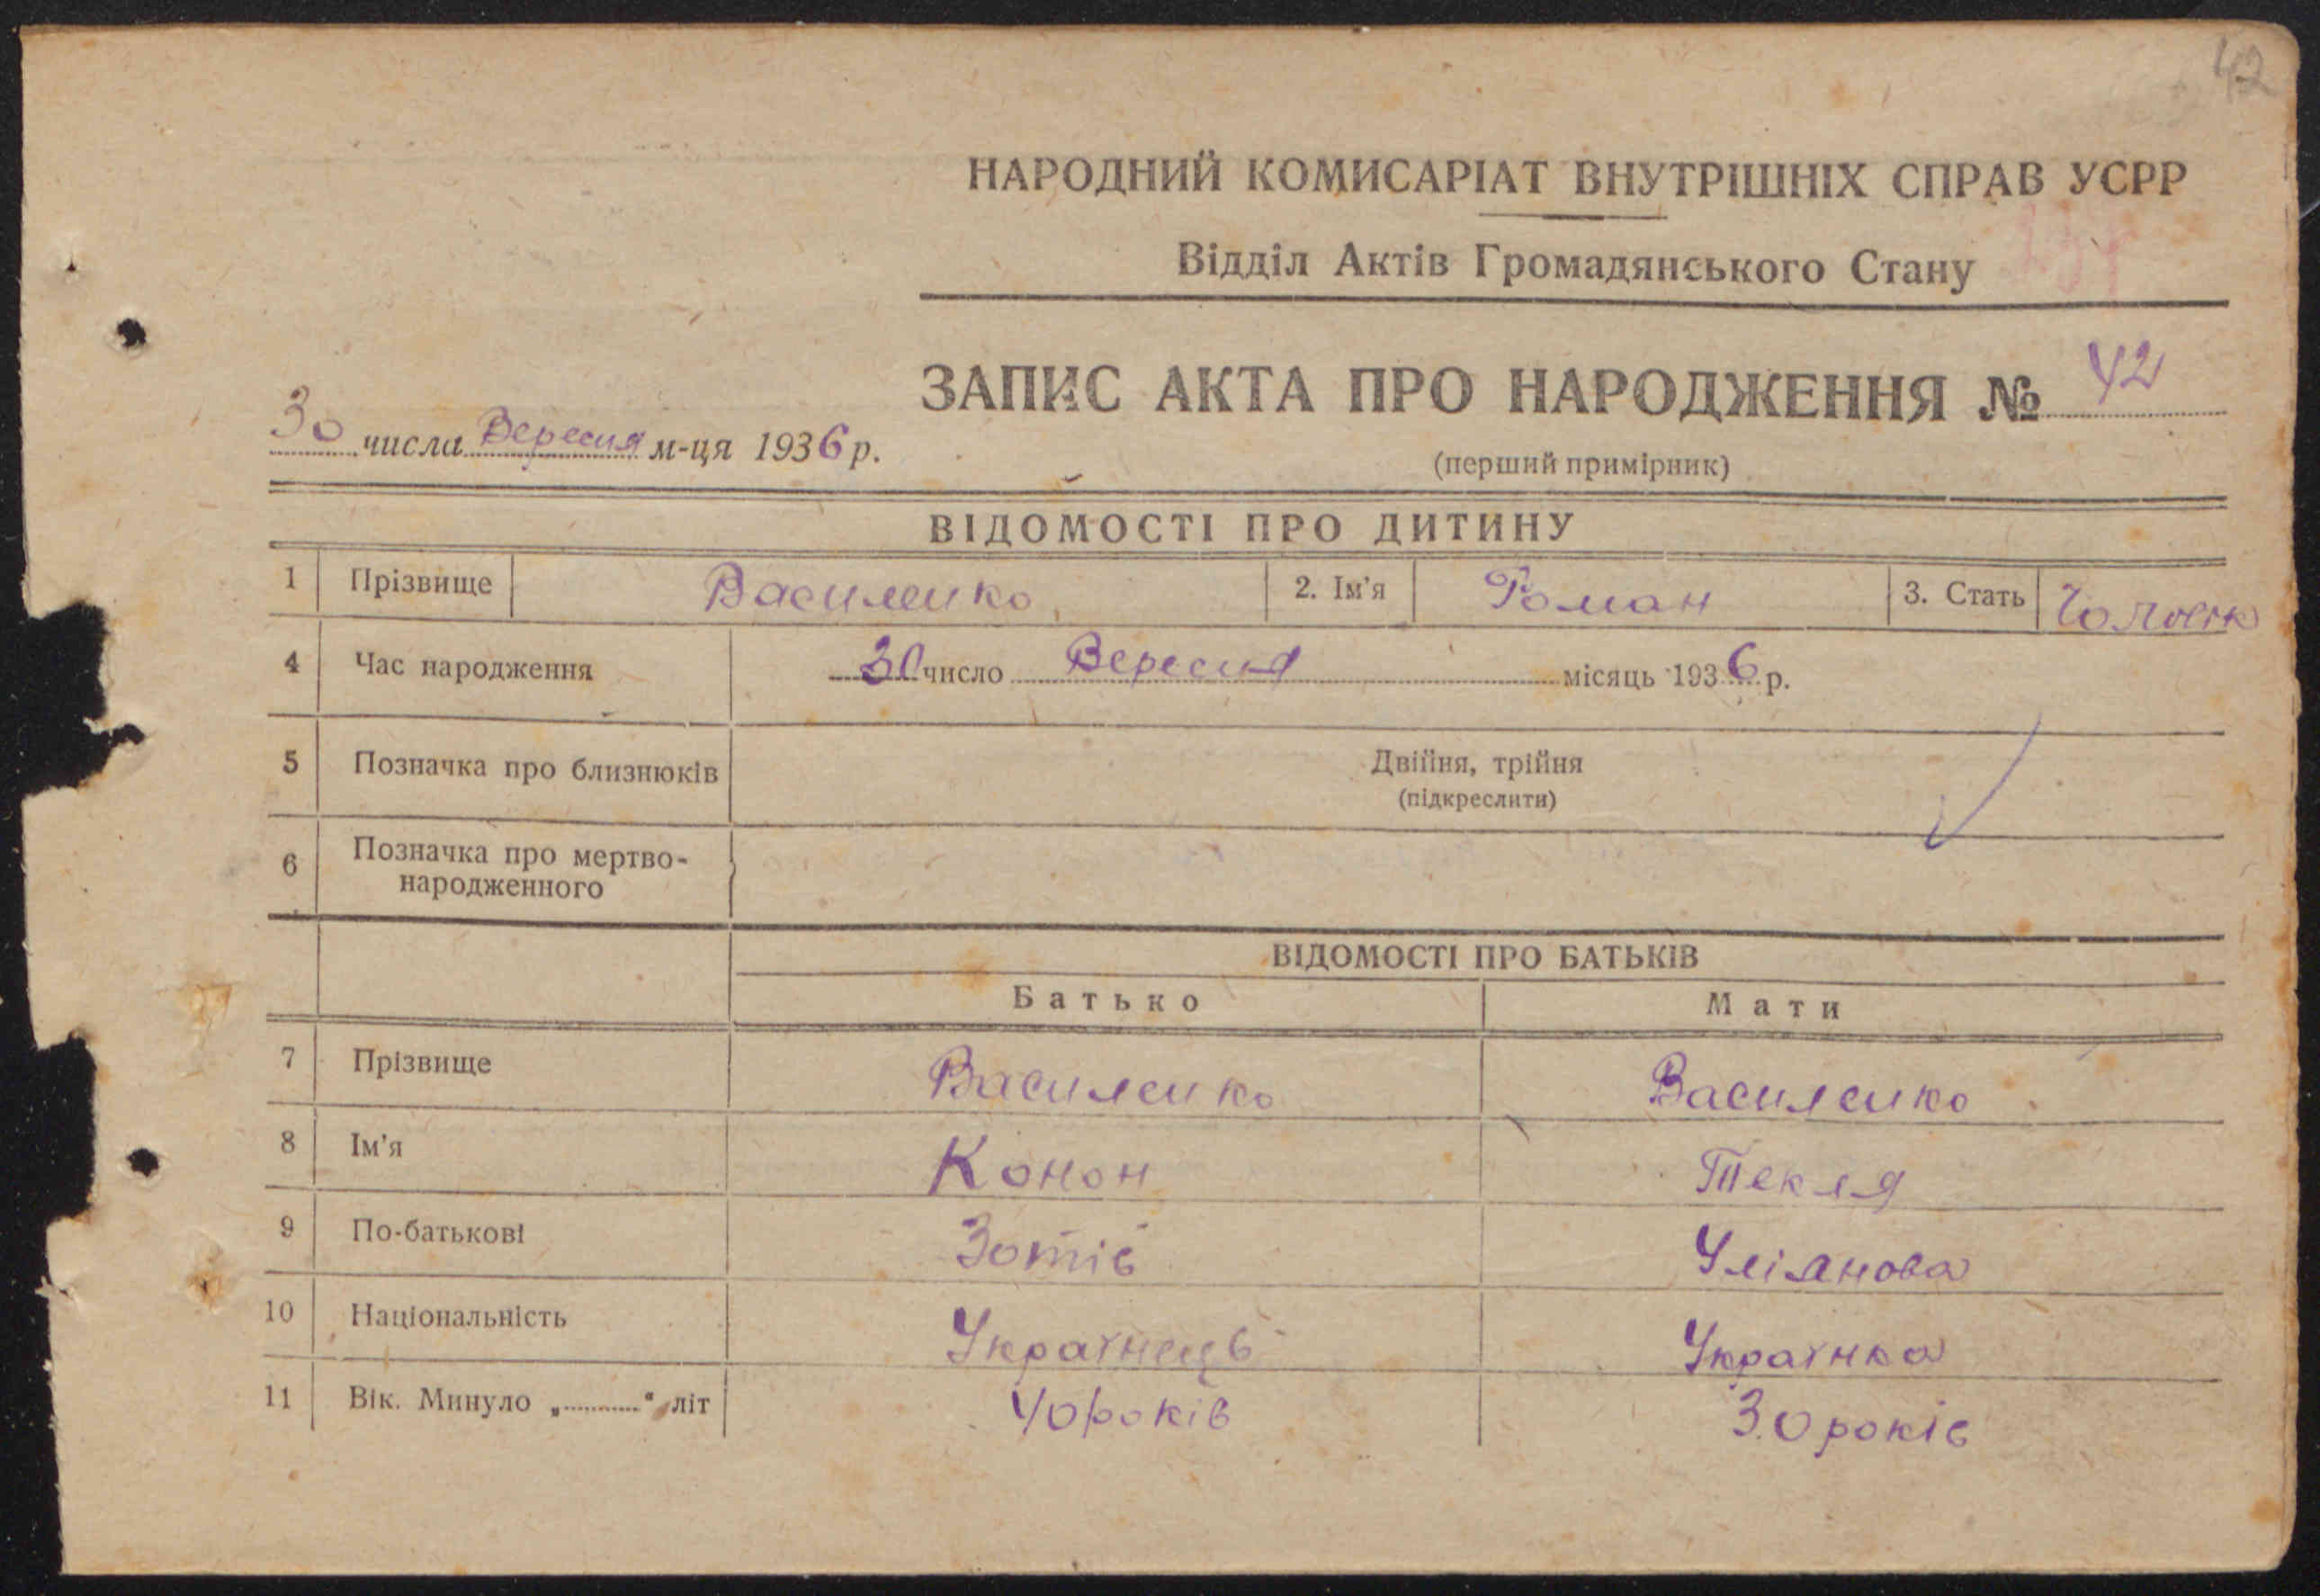 42
НАРОДНИЙ КОМИСАРІАТ ВНУТРІШНІХ СПРАВ УСРР
Відділ Актів Громадянського Стану
ЗАПИС АКТА ПРО НАРОДЖЕННЯ № 42
30 числа Вересня м-ця 1936 р.
(перший примірник)
ВІДОМОСТІ ПРО ДИТИНУ
1 Прізвище Василенко 2. Ім'я Роман 3. Стать Чоловік
4 Час народження 30 число Вересня місяць 1936 р.
5 Позначка про близнюків Двійня, трійня
(підкреслити)
6 Позначка про мертво-
народженного
ВІДОМОСТІ ПРО БАТЬКІВ
Батько Мати
7 Прізвище Василенко Василенко
8 Ім'я Конон Текля
9 По-батькові Зотів Уліанова
10 Національність Українець Українка
11 Вік. Минуло „..........“ літ 40 років 30 років